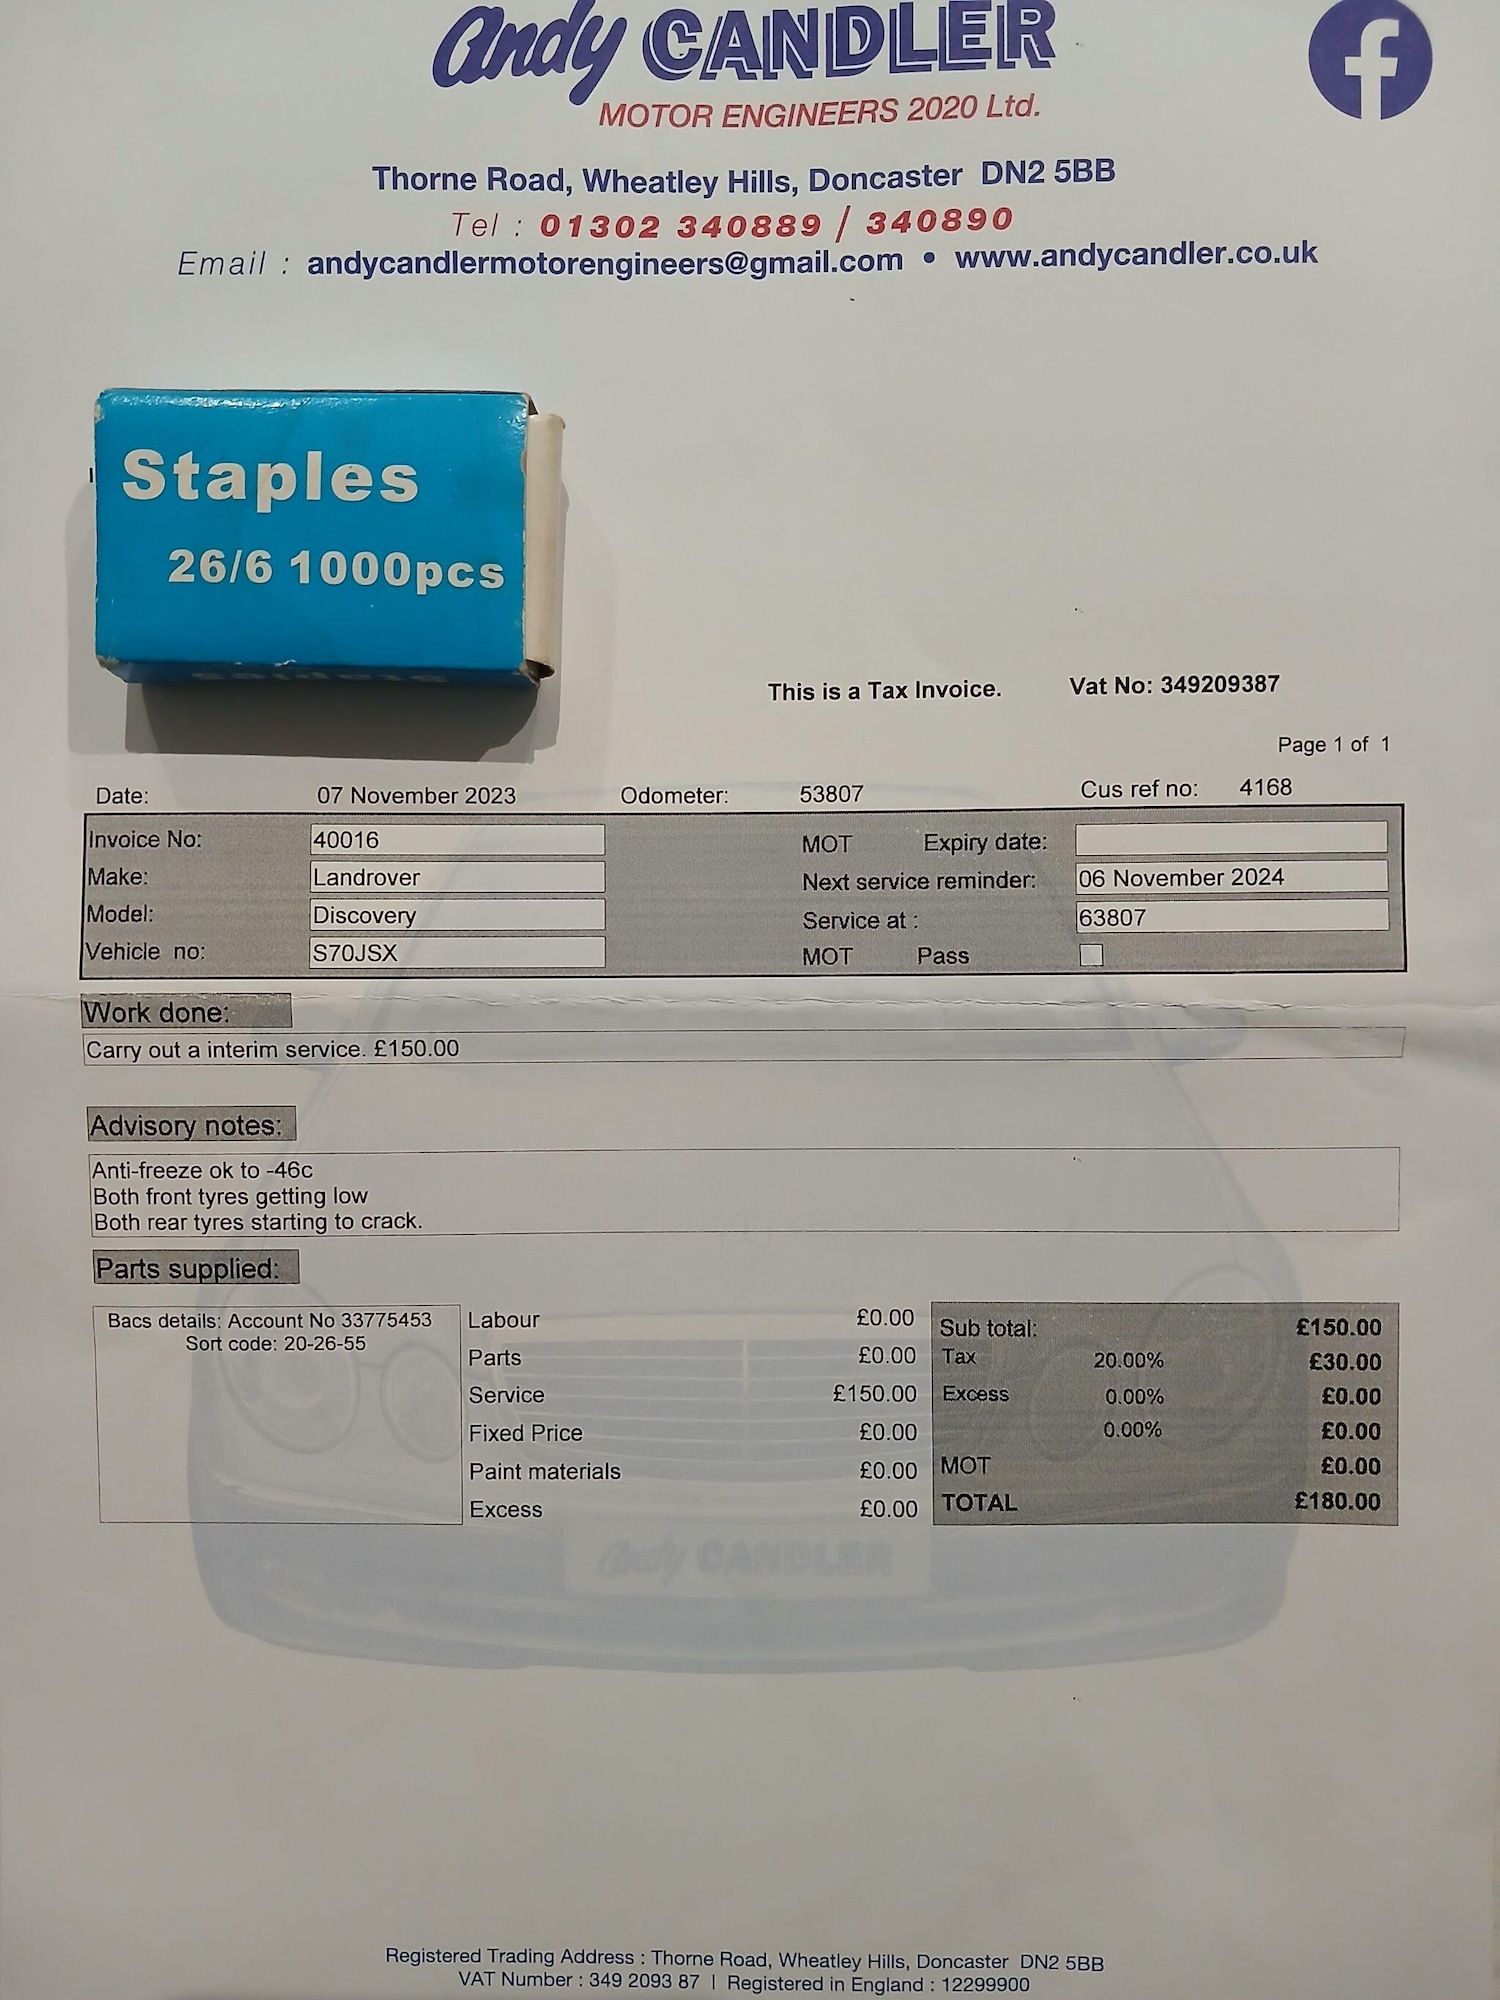 andy CANDLER
MOTOR ENGINEERS 2020 Ltd.
Thorne Road, Wheatley Hills, Doncaster DN2 5BB
Tel : 01302 340889 / 340890
Email : andycandlermotorengineers@gmail.com • www.andycandler.co.uk
Staples
26/6 1000pcs
Staples
This is a Tax Invoice. Vat No: 349209387
Page 1 of 1
Date: 07 November 2023 Odometer: 53807 Cus ref no: 4168
Invoice No: 40016 MOT Expiry date:
Make: Landrover Next service reminder: 06 November 2024
Model: Discovery Service at : 63807
Vehicle no: S70JSX MOT Pass
Work done:
Carry out a interim service. £150.00
Advisory notes:
Anti-freeze ok to -46c
Both front tyres getting low
Both rear tyres starting to crack.
Parts supplied:
Bacs details: Account No 33775453
Sort code: 20-26-55
Labour £0.00
Parts £0.00
Service £150.00
Fixed Price £0.00
Paint materials £0.00
Excess £0.00
Sub total: £150.00
Tax 20.00% £30.00
Excess 0.00% £0.00
0.00% £0.00
MOT £0.00
TOTAL £180.00
andy CANDLER
Registered Trading Address : Thorne Road, Wheatley Hills, Doncaster DN2 5BB
VAT Number : 349 2093 87 | Registered in England : 12299900